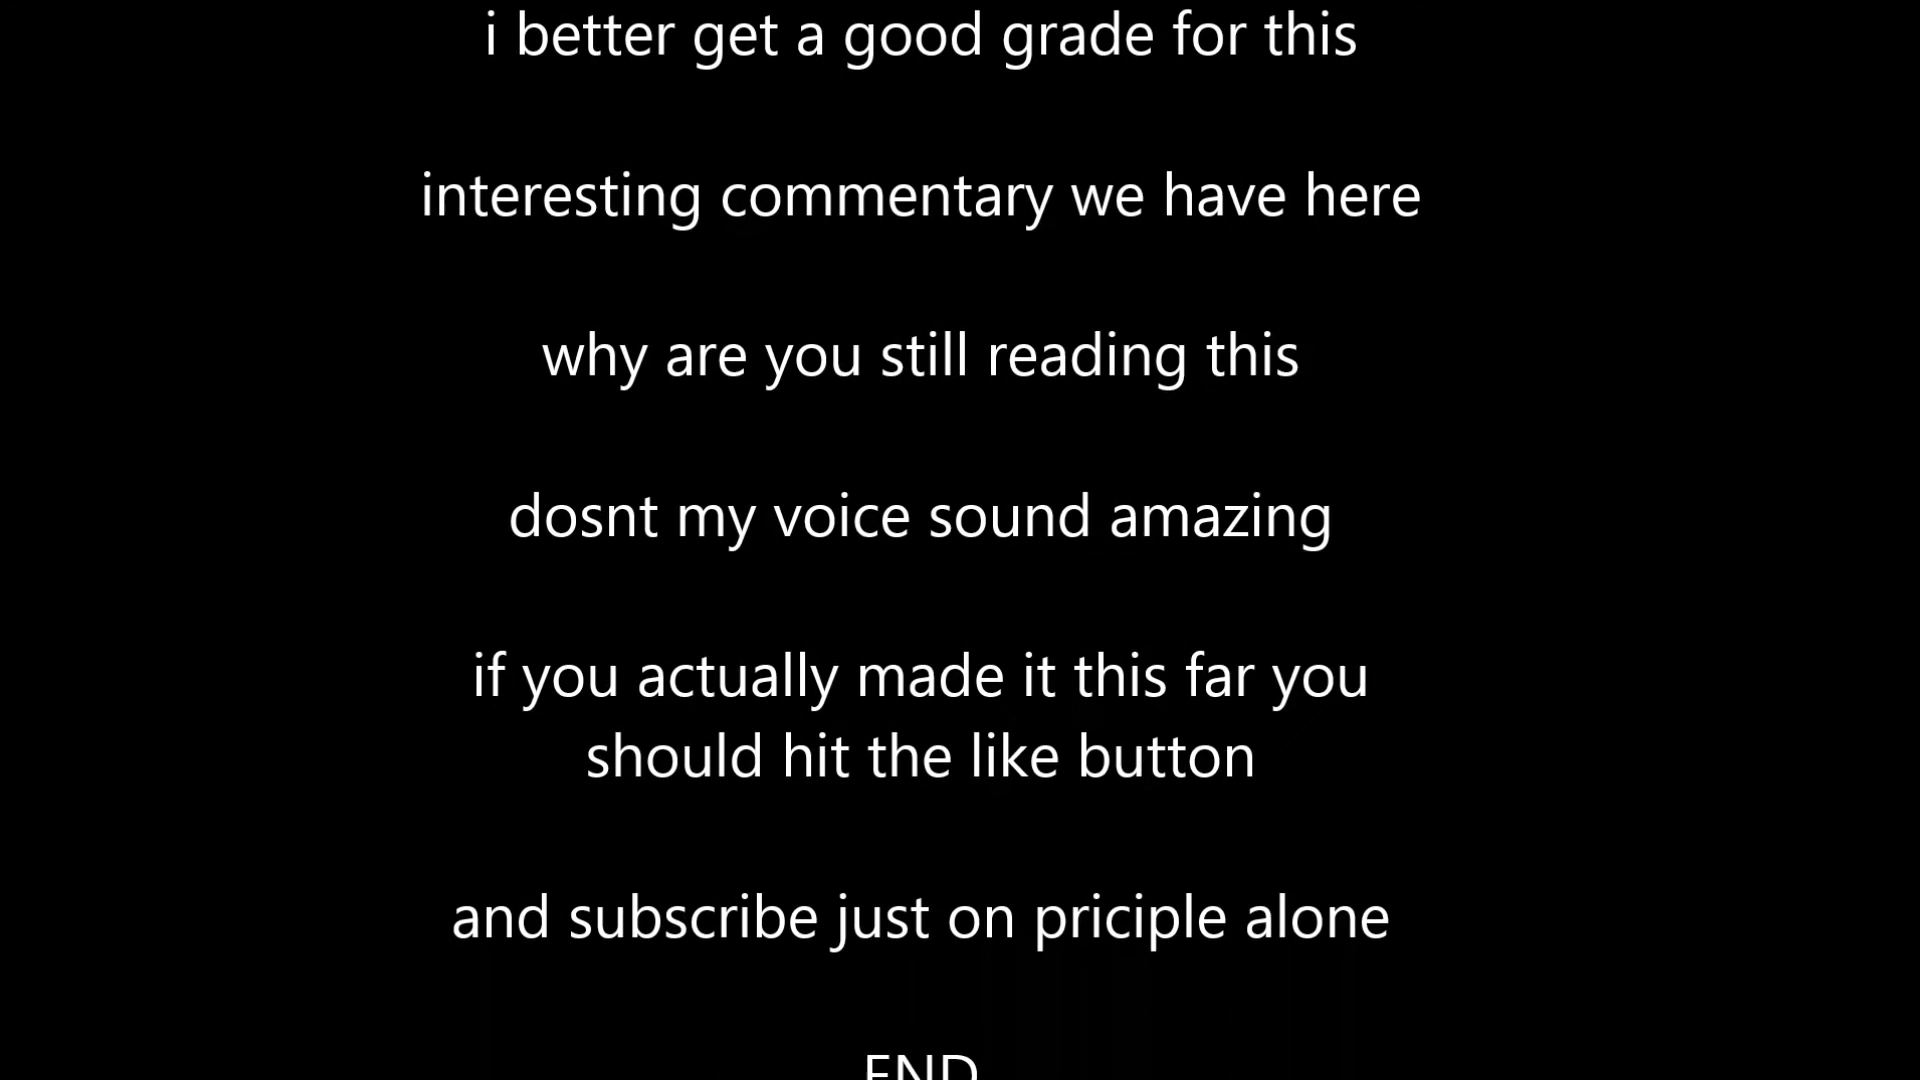 i better get a good grade for this
interesting commentary we have here
why are you still reading this
dosnt my voice sound amazing
if you actually made it this far you
should hit the like button
and subscribe just on priciple alone
END